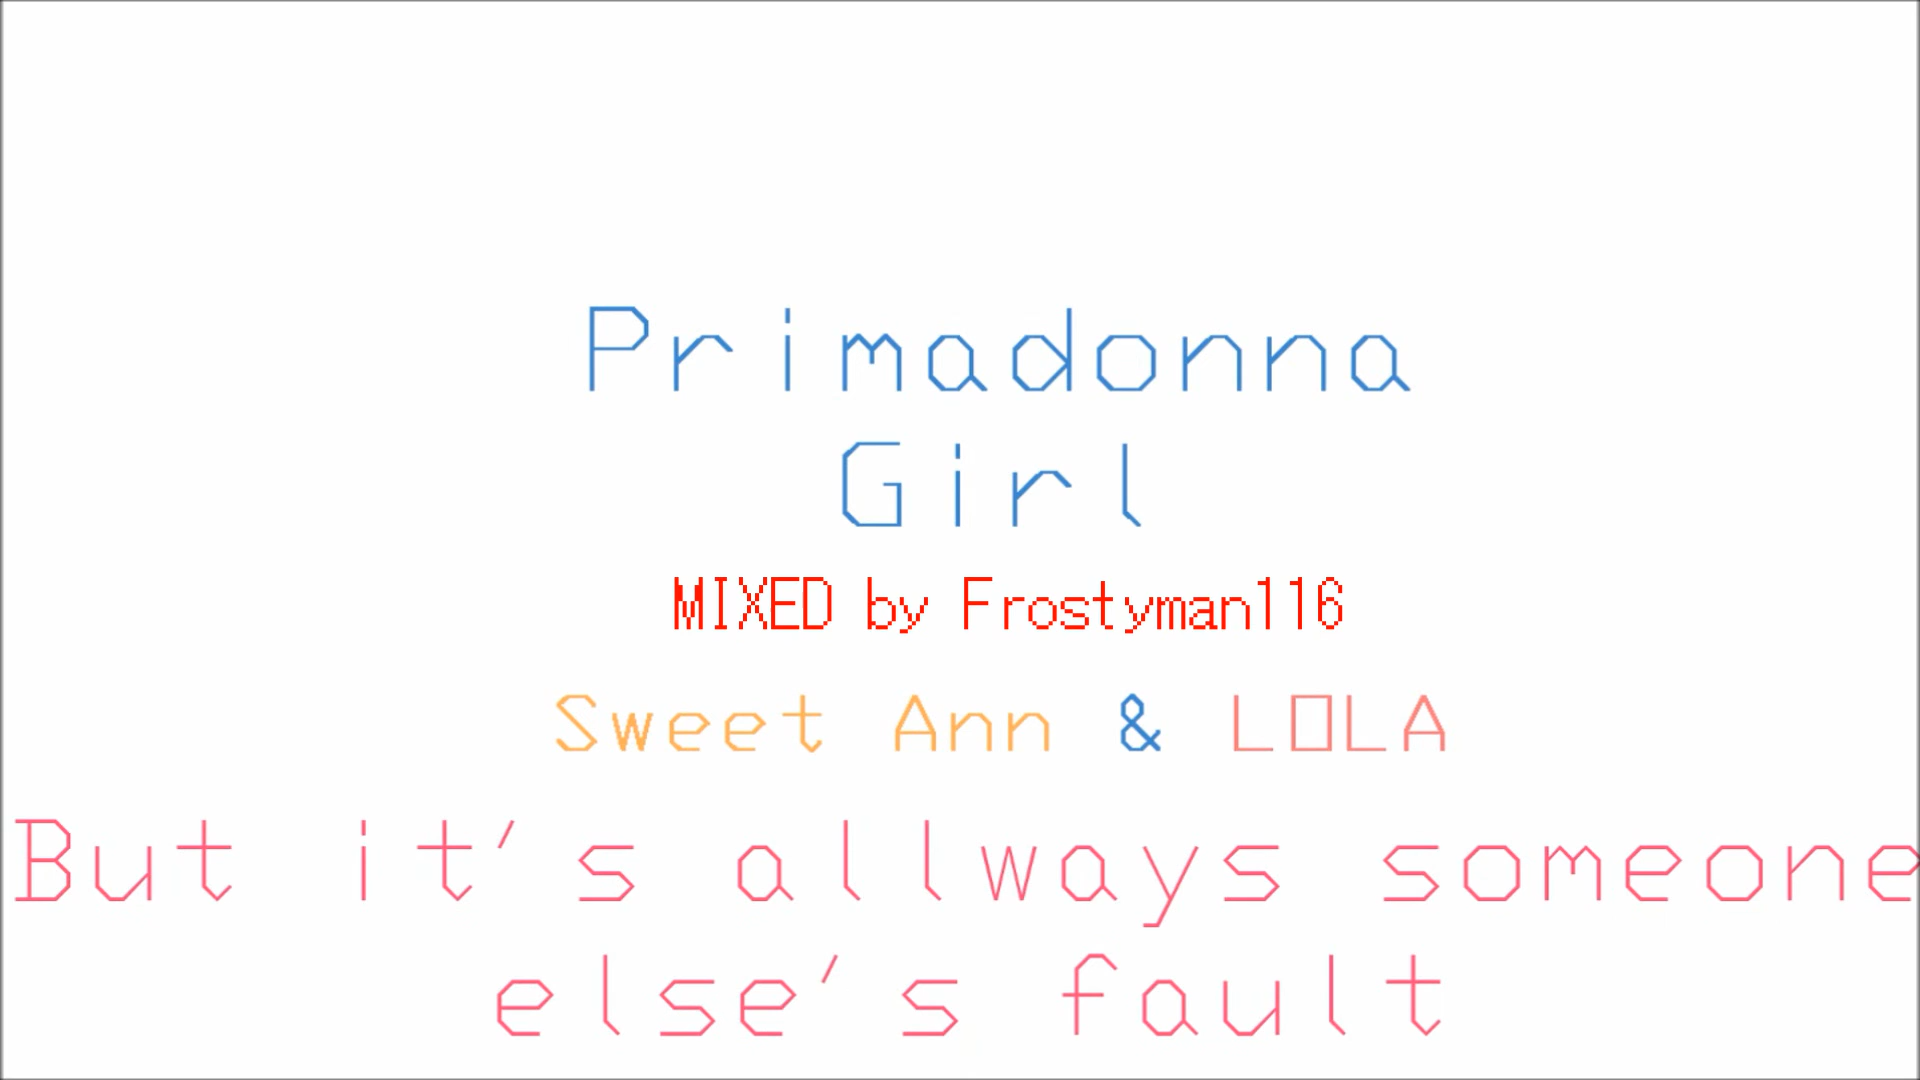 Primadonna
Girl
MIXED by Frostyman116
Sweet Ann & LOLA
But it's allways someone
else's fault